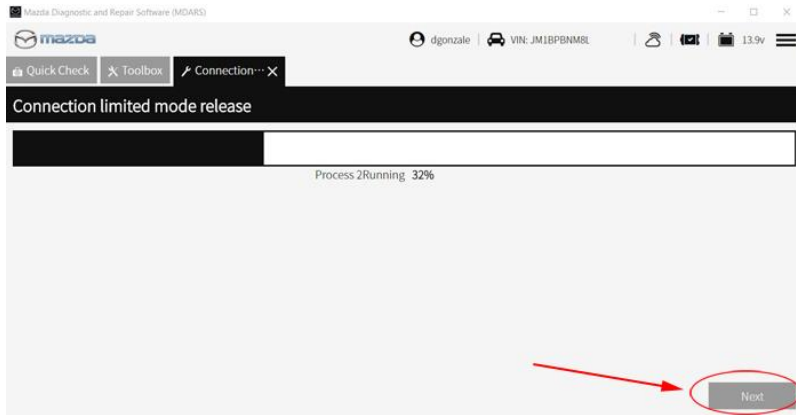 Mazda Diagnostic and Repair Software (MDARS)
mazda dgonzale VIN: JM1BPBNM8L 13.9v
Quick Check Toolbox Connection···
Connection limited mode release
Process 2Running 32%
Next